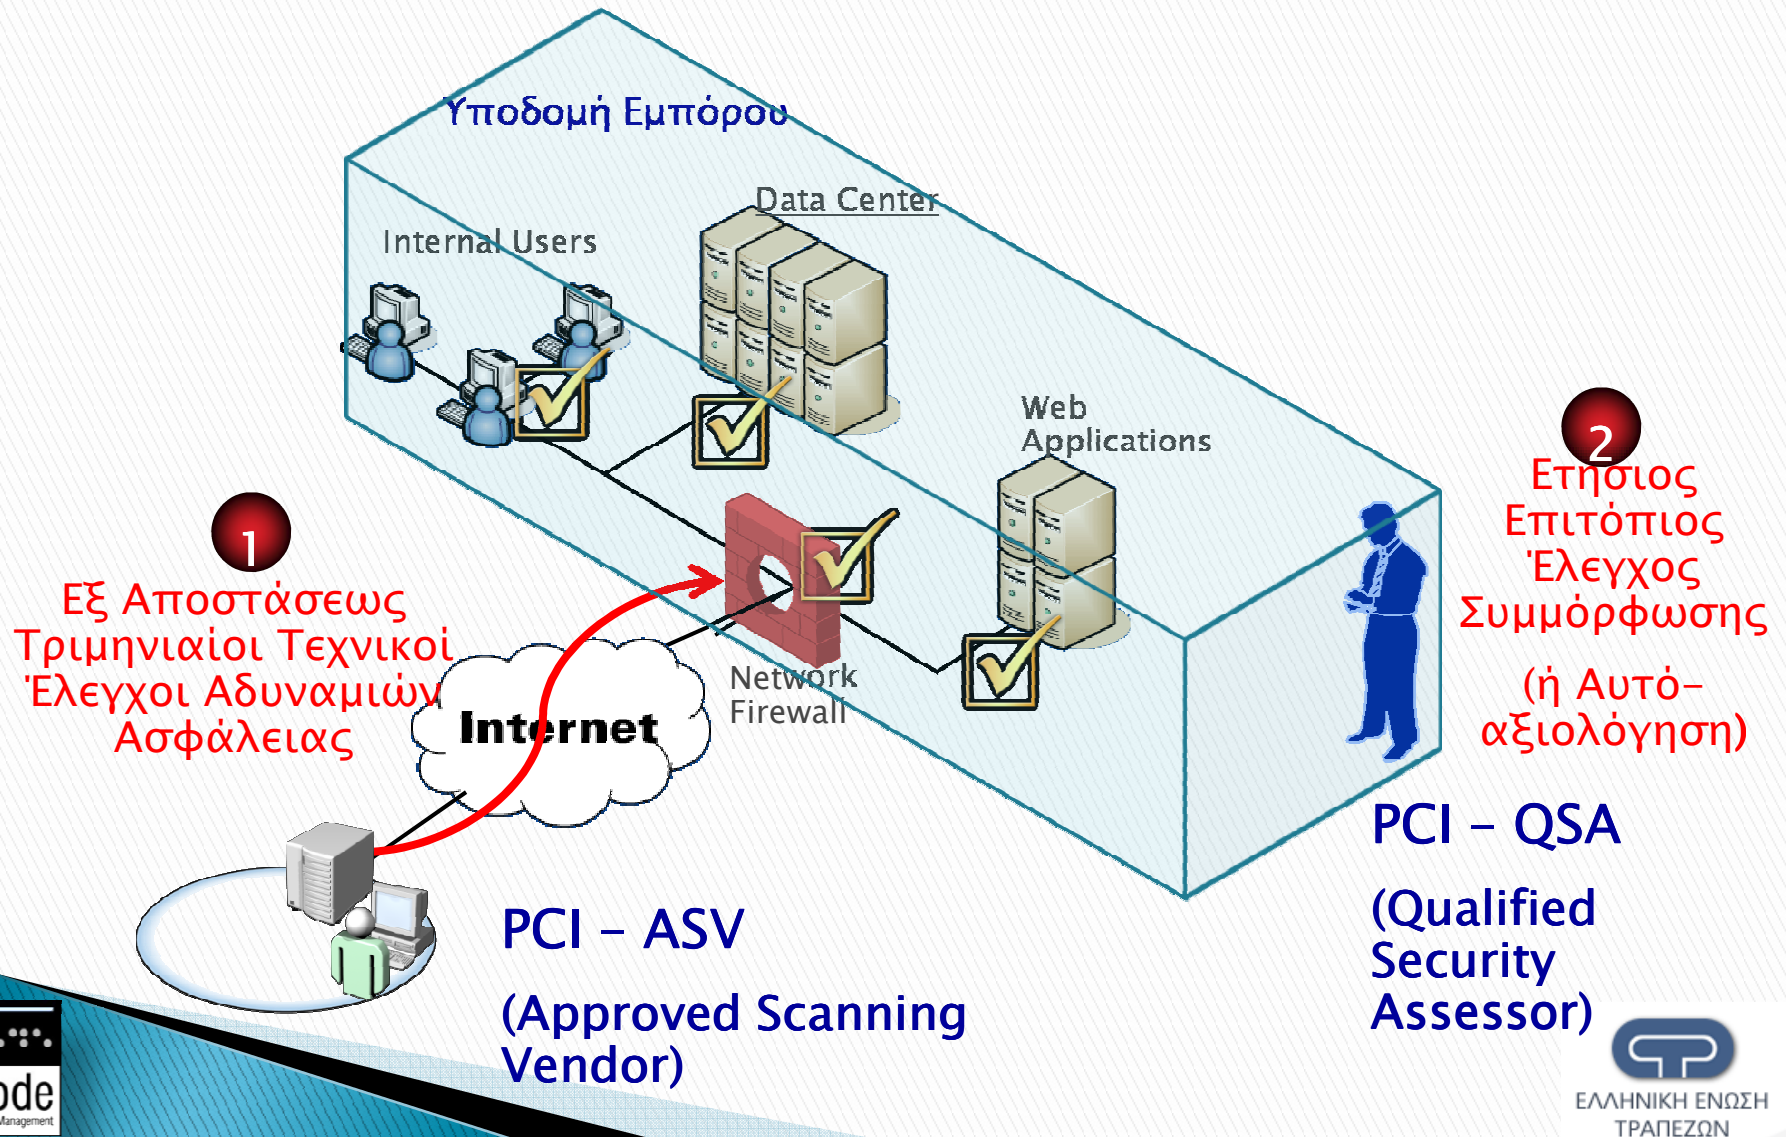 Υποδομή Εμπόρου
Data Center
Internal Users
Web
Applications
Network
Firewall
Internet
1
Εξ Αποστάσεως
Τριμηνιαίοι Τεχνικοί
Έλεγχοι Αδυναμιών
Ασφάλειας
2
Ετήσιος
Επιτόπιος
Έλεγχος
Συμμόρφωσης
(ή Αυτό-
αξιολόγηση)
PCI – QSA
(Qualified
Security
Assessor)
PCI – ASV
(Approved Scanning
Vendor)
ode
Management
ΕΛΛΗΝΙΚΗ ΕΝΩΣΗ
ΤΡΑΠΕΖΩΝ